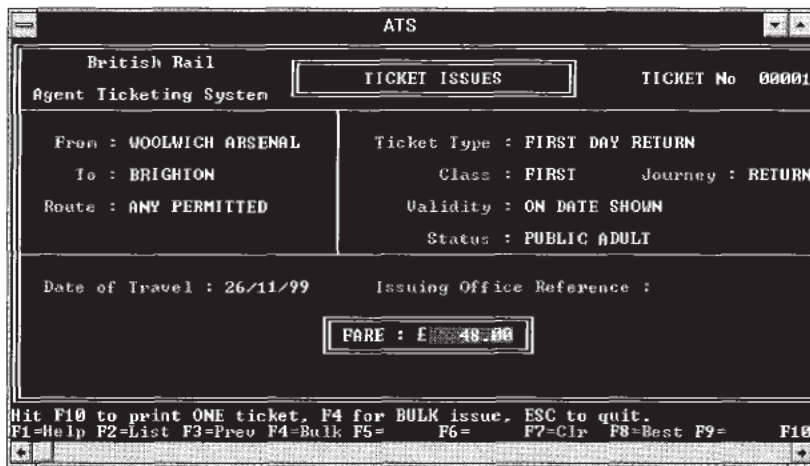 ATS
British Rail
Agent Ticketing System
TICKET ISSUES
TICKET No 00001
From : WOOLWICH ARSENAL
To : BRIGHTON
Route : ANY PERMITTED
Ticket Type : FIRST DAY RETURN
Class : FIRST Journey : RETURN
Validity : ON DATE SHOWN
Status : PUBLIC ADULT
Date of Travel : 26/11/99 Issuing Office Reference :
FARE : £ 48.00
Hit F10 to print ONE ticket, F4 for BULK issue, ESC to quit.
F1=Help F2=List F3=Prev F4=Bulk F5= F6= F7=Clr F8=Best F9= F10